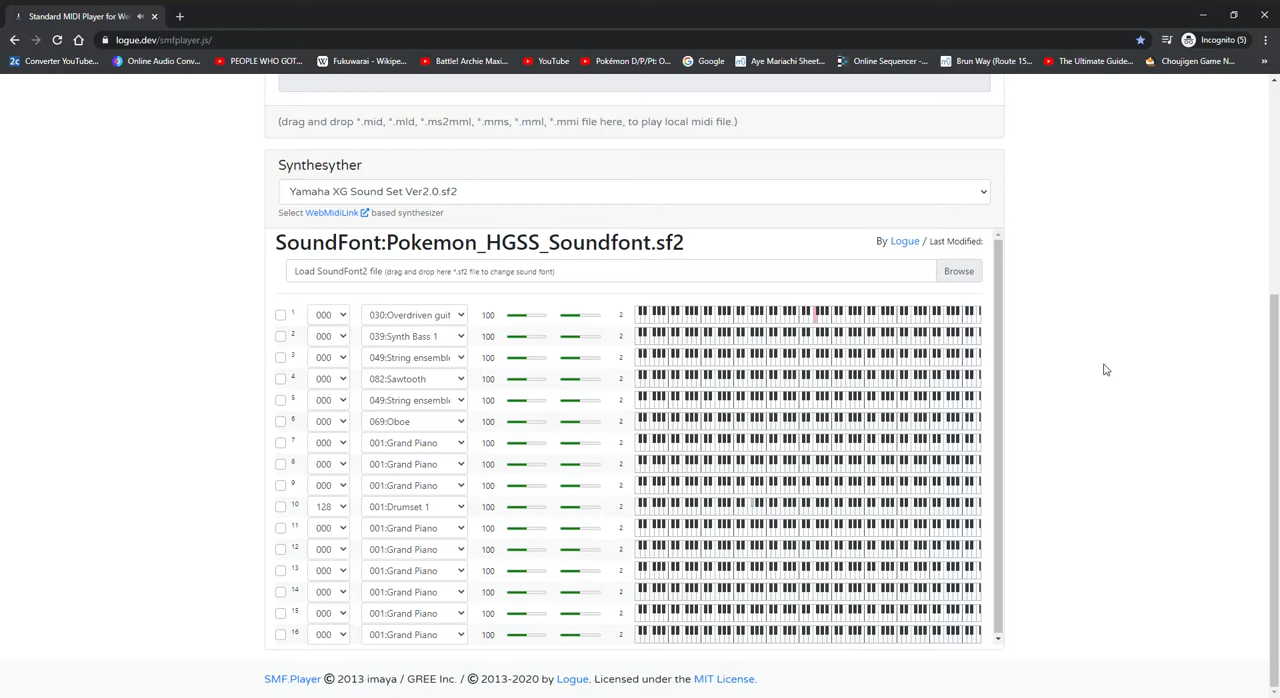 Standard MIDI Player for We
logue.dev/smfplayer.js/
Incognito (5)
Converter YouTube...
Online Audio Conv...
PEOPLE WHO GOT...
Fukuwarai - Wikipe...
Battle! Archie Maxi...
YouTube
Pokémon D/P/Pt: O...
Google
Aye Mariachi Sheet...
Online Sequencer -...
Brun Way (Route 15...
The Ultimate Guide...
Choujigen Game N...
(drag and drop *.mid, *.mld, *.ms2mml, *.mms, *.mml, *.mmi file here, to play local midi file.)
Synthesyther
Yamaha XG Sound Set Ver2.0.sf2
Select WebMidiLink based synthesizer
SoundFont:Pokemon_HGSS_Soundfont.sf2
By Logue / Last Modified:
Load SoundFont2 file (drag and drop here *.sf2 file to change sound font)
Browse
1 000 030:Overdriven guit 100 2
2 000 039:Synth Bass 1 100 2
3 000 049:String ensemble 100 2
4 000 082:Sawtooth 100 2
5 000 049:String ensemble 100 2
6 000 069:Oboe 100 2
7 000 001:Grand Piano 100 2
8 000 001:Grand Piano 100 2
9 000 001:Grand Piano 100 2
10 128 001:Drumset 1 100 2
11 000 001:Grand Piano 100 2
12 000 001:Grand Piano 100 2
13 000 001:Grand Piano 100 2
14 000 001:Grand Piano 100 2
15 000 001:Grand Piano 100 2
16 000 001:Grand Piano 100 2
SMF.Player © 2013 imaya / GREE Inc. / © 2013-2020 by Logue. Licensed under the MIT License.